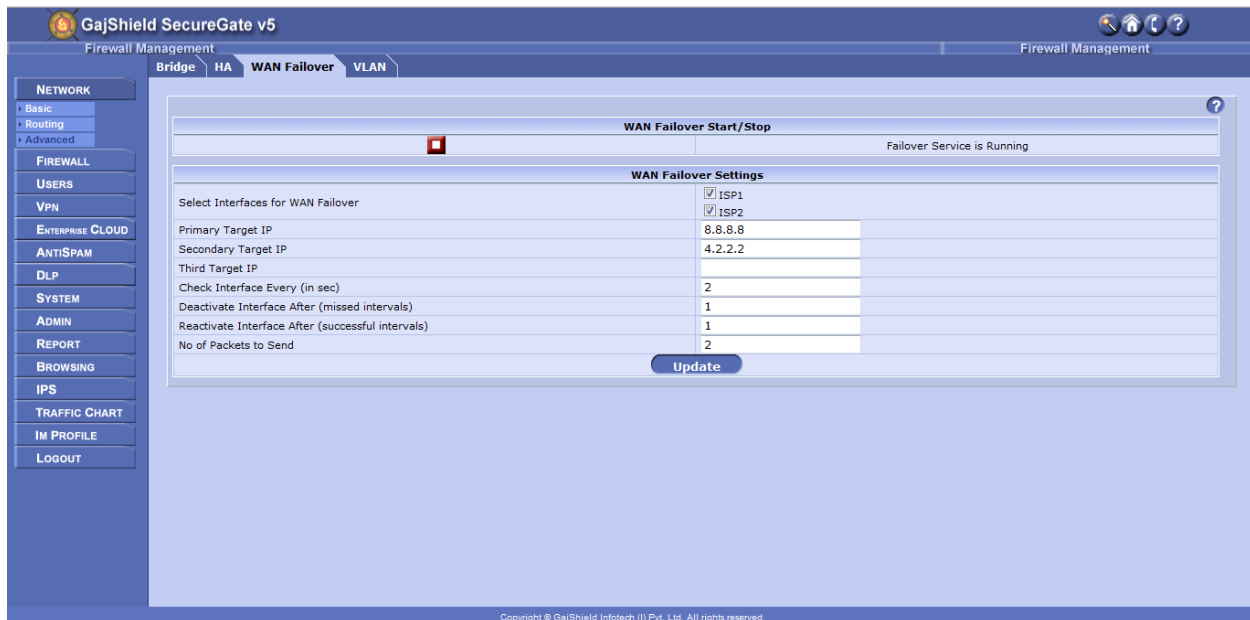 GajShield SecureGate v5
Firewall Management
Firewall Management
Bridge HA WAN Failover VLAN
NETWORK
Basic
Routing
Advanced
FIREWALL
USERS
VPN
ENTERPRISE CLOUD
ANTISPAM
DLP
SYSTEM
ADMIN
REPORT
BROWSING
IPS
TRAFFIC CHART
IM PROFILE
LOGOUT
WAN Failover Start/Stop
Failover Service is Running
WAN Failover Settings
Select Interfaces for WAN Failover
ISP1
ISP2
Primary Target IP 8.8.8.8
Secondary Target IP 4.2.2.2
Third Target IP
Check Interface Every (in sec) 2
Deactivate Interface After (missed intervals) 1
Reactivate Interface After (successful intervals) 1
No of Packets to Send 2
Update
Copyright © GajShield Infotech (I) Pvt. Ltd. All rights reserved